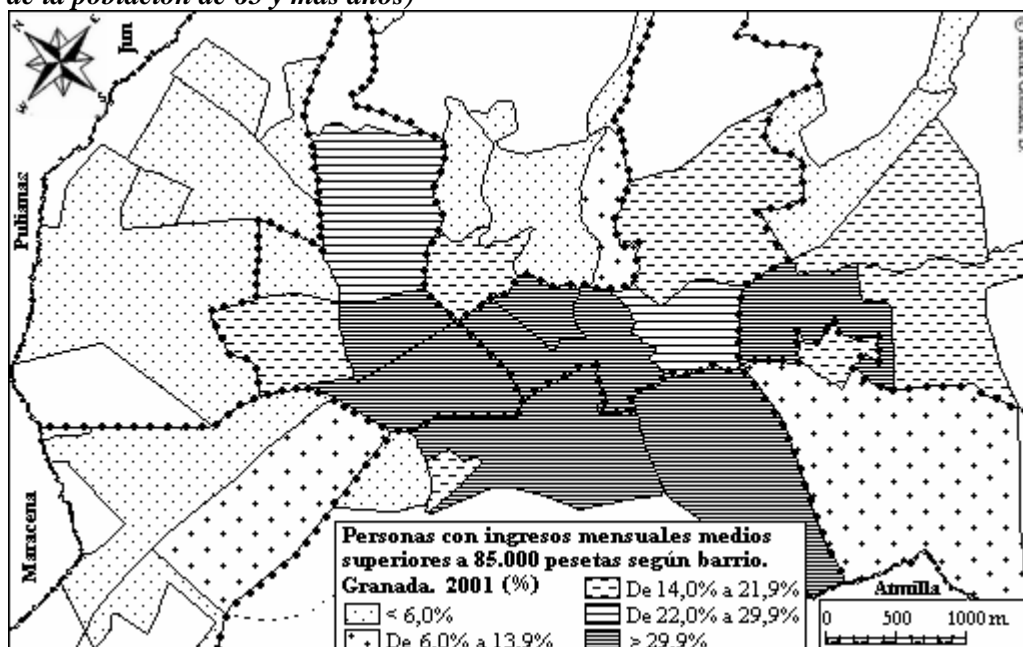 de la población de 65 y más años)
N
E
W
S
Jun
Pulianas
Maracena
Personas con ingresos mensuales medios
superiores a 85.000 pesetas según barrio.
Granada. 2001 (%)
< 6,0%
De 6,0% a 13,9%
De 14,0% a 21,9%
De 22,0% a 29,9%
> 29,9%
Armilla
0 500 1000 m.